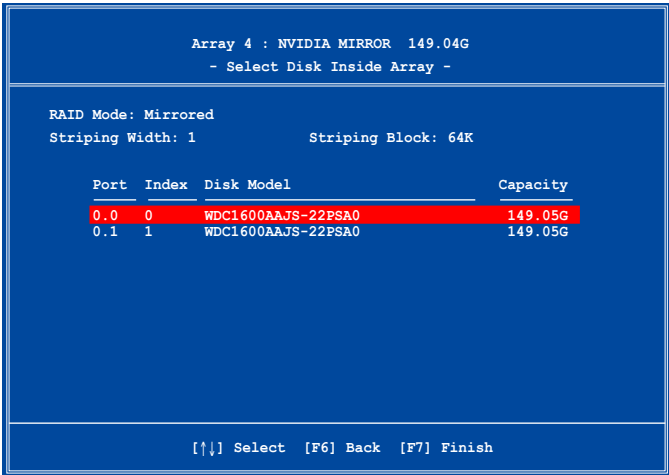 Array 4 : NVIDIA MIRROR 149.04G
- Select Disk Inside Array -
RAID Mode: Mirrored
Striping Width: 1 Striping Block: 64K
Port Index Disk Model Capacity
0.0 0 WDC1600AAJS-22PSA0 149.05G
0.1 1 WDC1600AAJS-22PSA0 149.05G
[↑↓] Select [F6] Back [F7] Finish